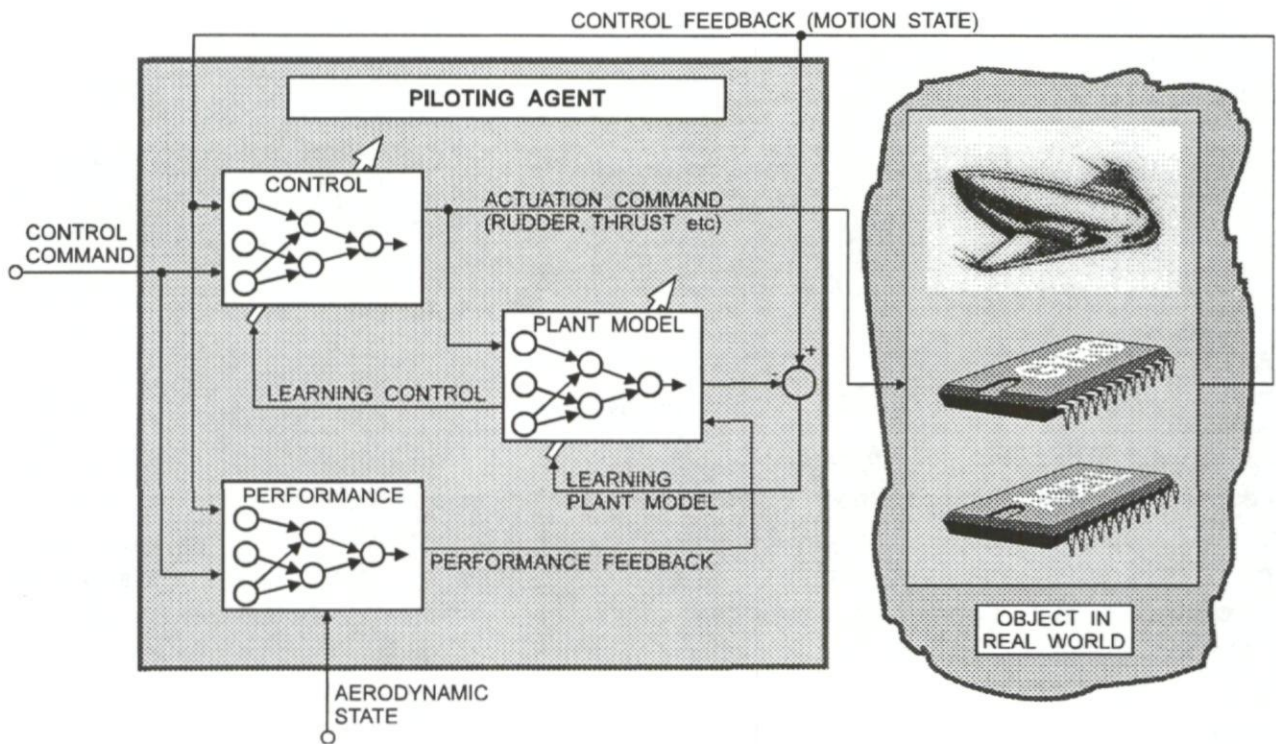 CONTROL FEEDBACK (MOTION STATE)
PILOTING AGENT
CONTROL
CONTROL
COMMAND
ACTUATION COMMAND
(RUDDER, THRUST etc)
PLANT MODEL
+
-
LEARNING CONTROL
LEARNING
PLANT MODEL
PERFORMANCE
PERFORMANCE FEEDBACK
AERODYNAMIC
STATE
OBJECT IN
REAL WORLD